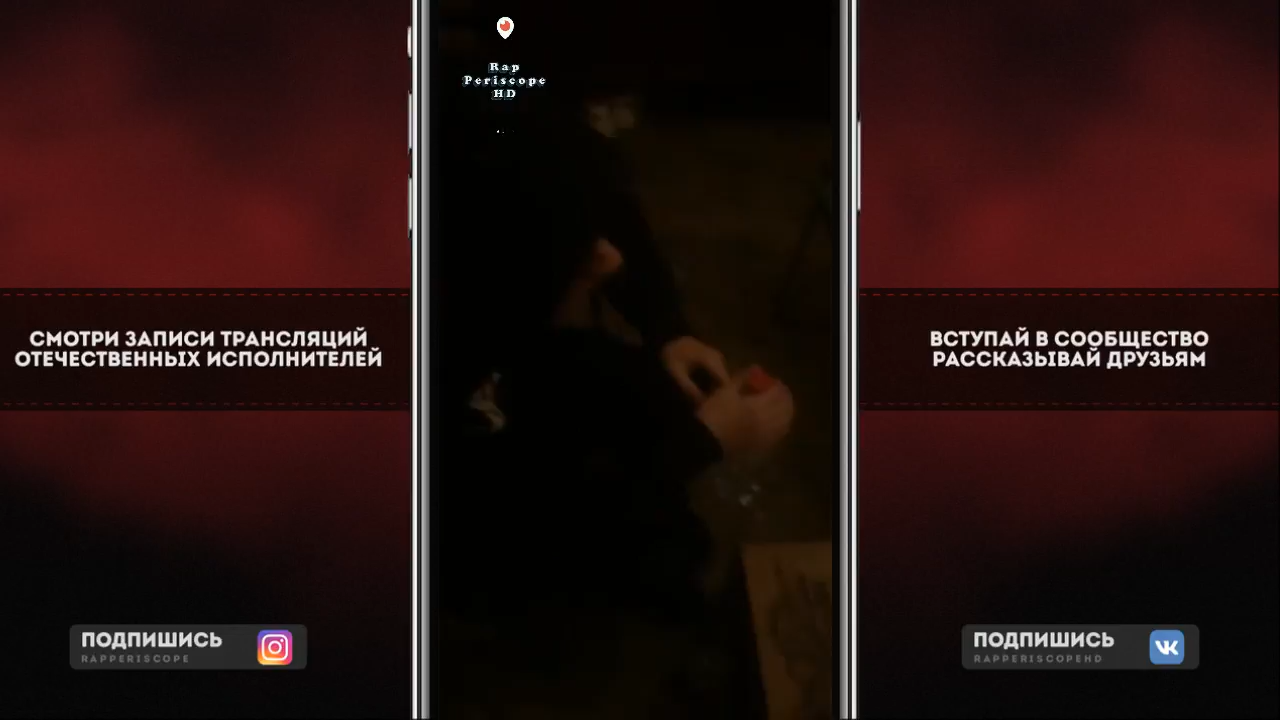 Rap
Periscope
HD
СМОТРИ ЗАПИСИ ТРАНСЛЯЦИЙ
ОТЕЧЕСТВЕННЫХ ИСПОЛНИТЕЛЕЙ
ВСТУПАЙ В СООБЩЕСТВО
РАССКАЗЫВАЙ ДРУЗЬЯМ
ПОДПИШИСЬ
RAPPERISCOPE
ПОДПИШИСЬ
RAPPERISCOPEHD